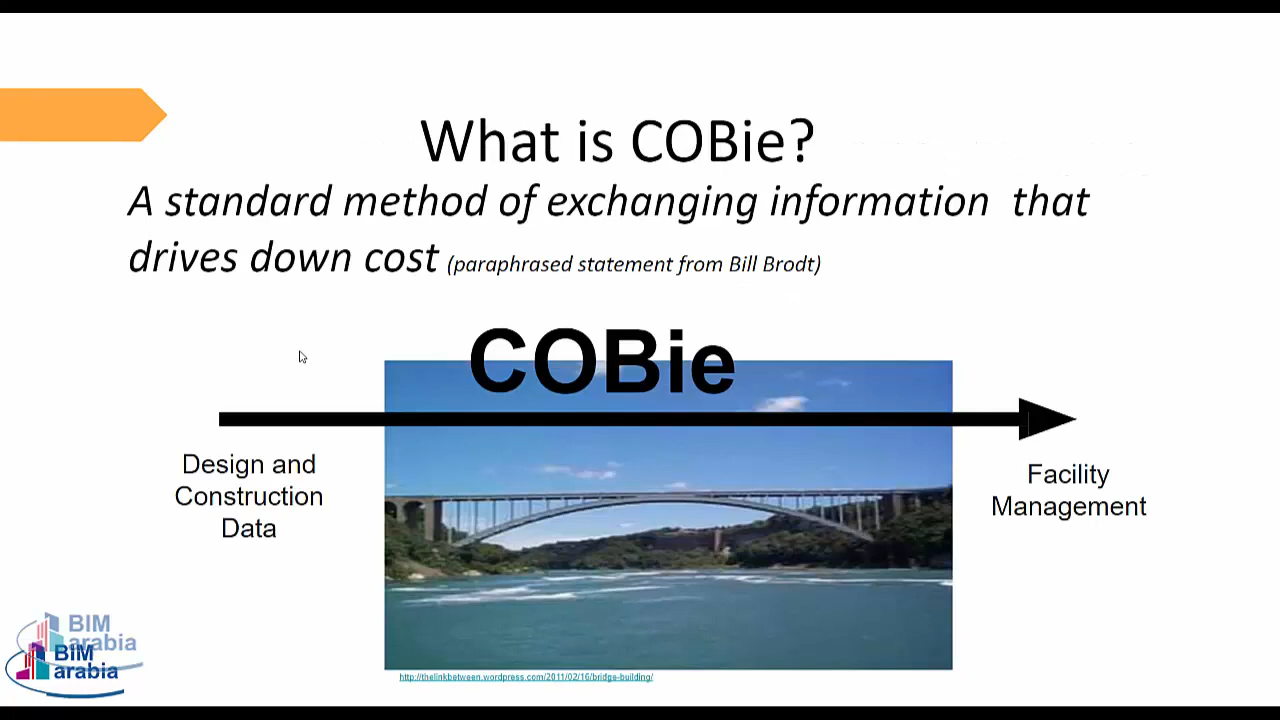 What is COBie?
A standard method of exchanging information that
drives down cost (paraphrased statement from Bill Brodt)
COBie
Design and
Construction
Data
Facility
Management
http://thelinkbetween.wordpress.com/2011/02/16/bridge-building/
BIM
arabia
BIM
arabia